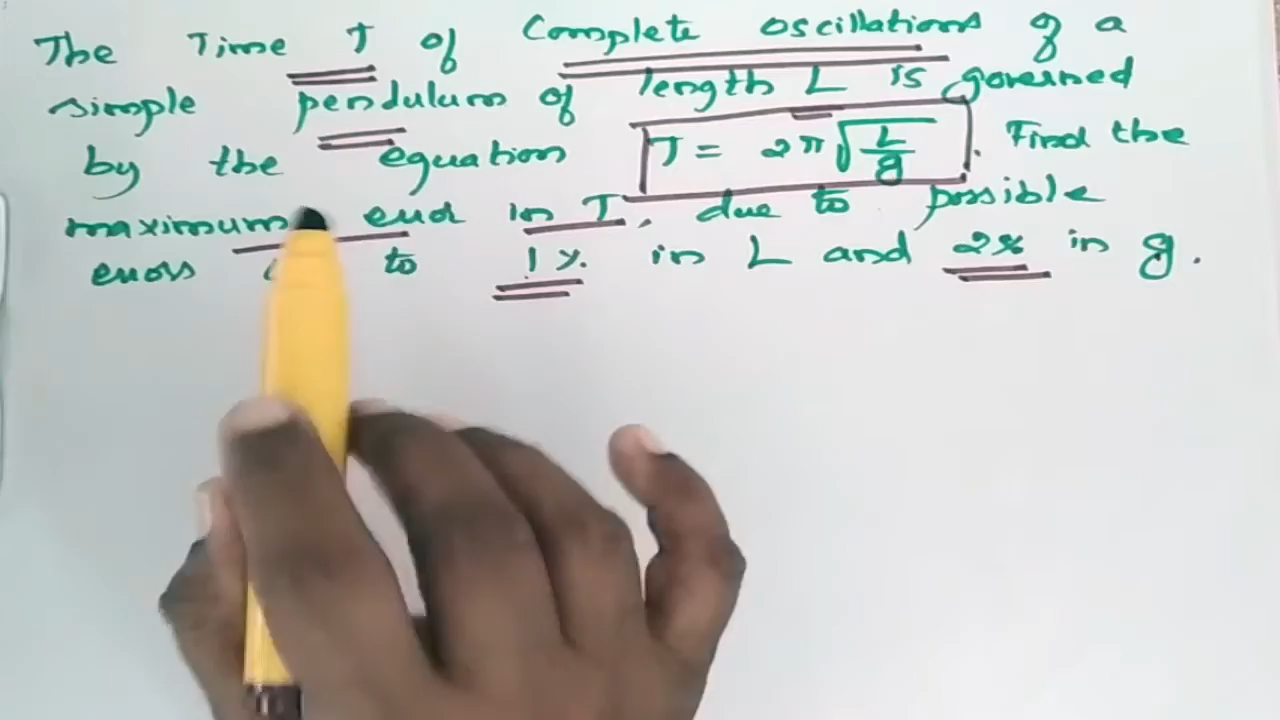 The Time T of Complete oscillations of a
simple pendulum of length L is governed
by the equation T = 2π√(L/g). Find the
maximum error in T, due to possible
errors to 1% in L and 2% in g.